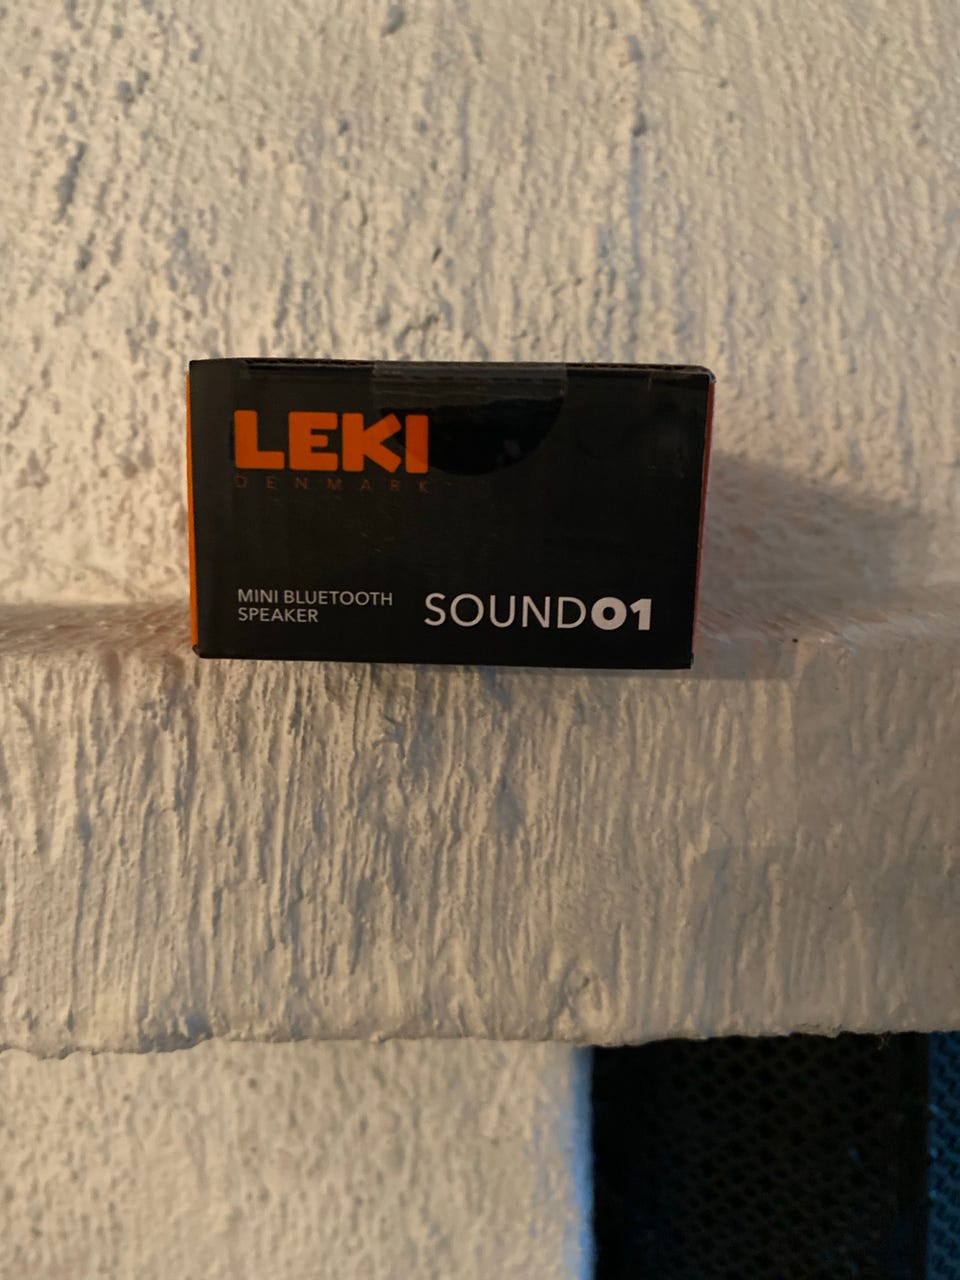 LEKI
DENMARK
MINI BLUETOOTH
SPEAKER
SOUND01